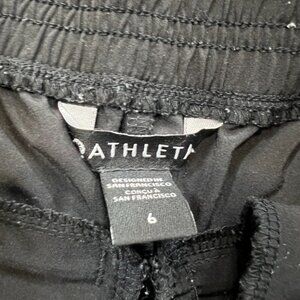 ATHLETA
DESIGNED IN
SAN FRANCISCO
CONÇU À
SAN FRANCISCO
6